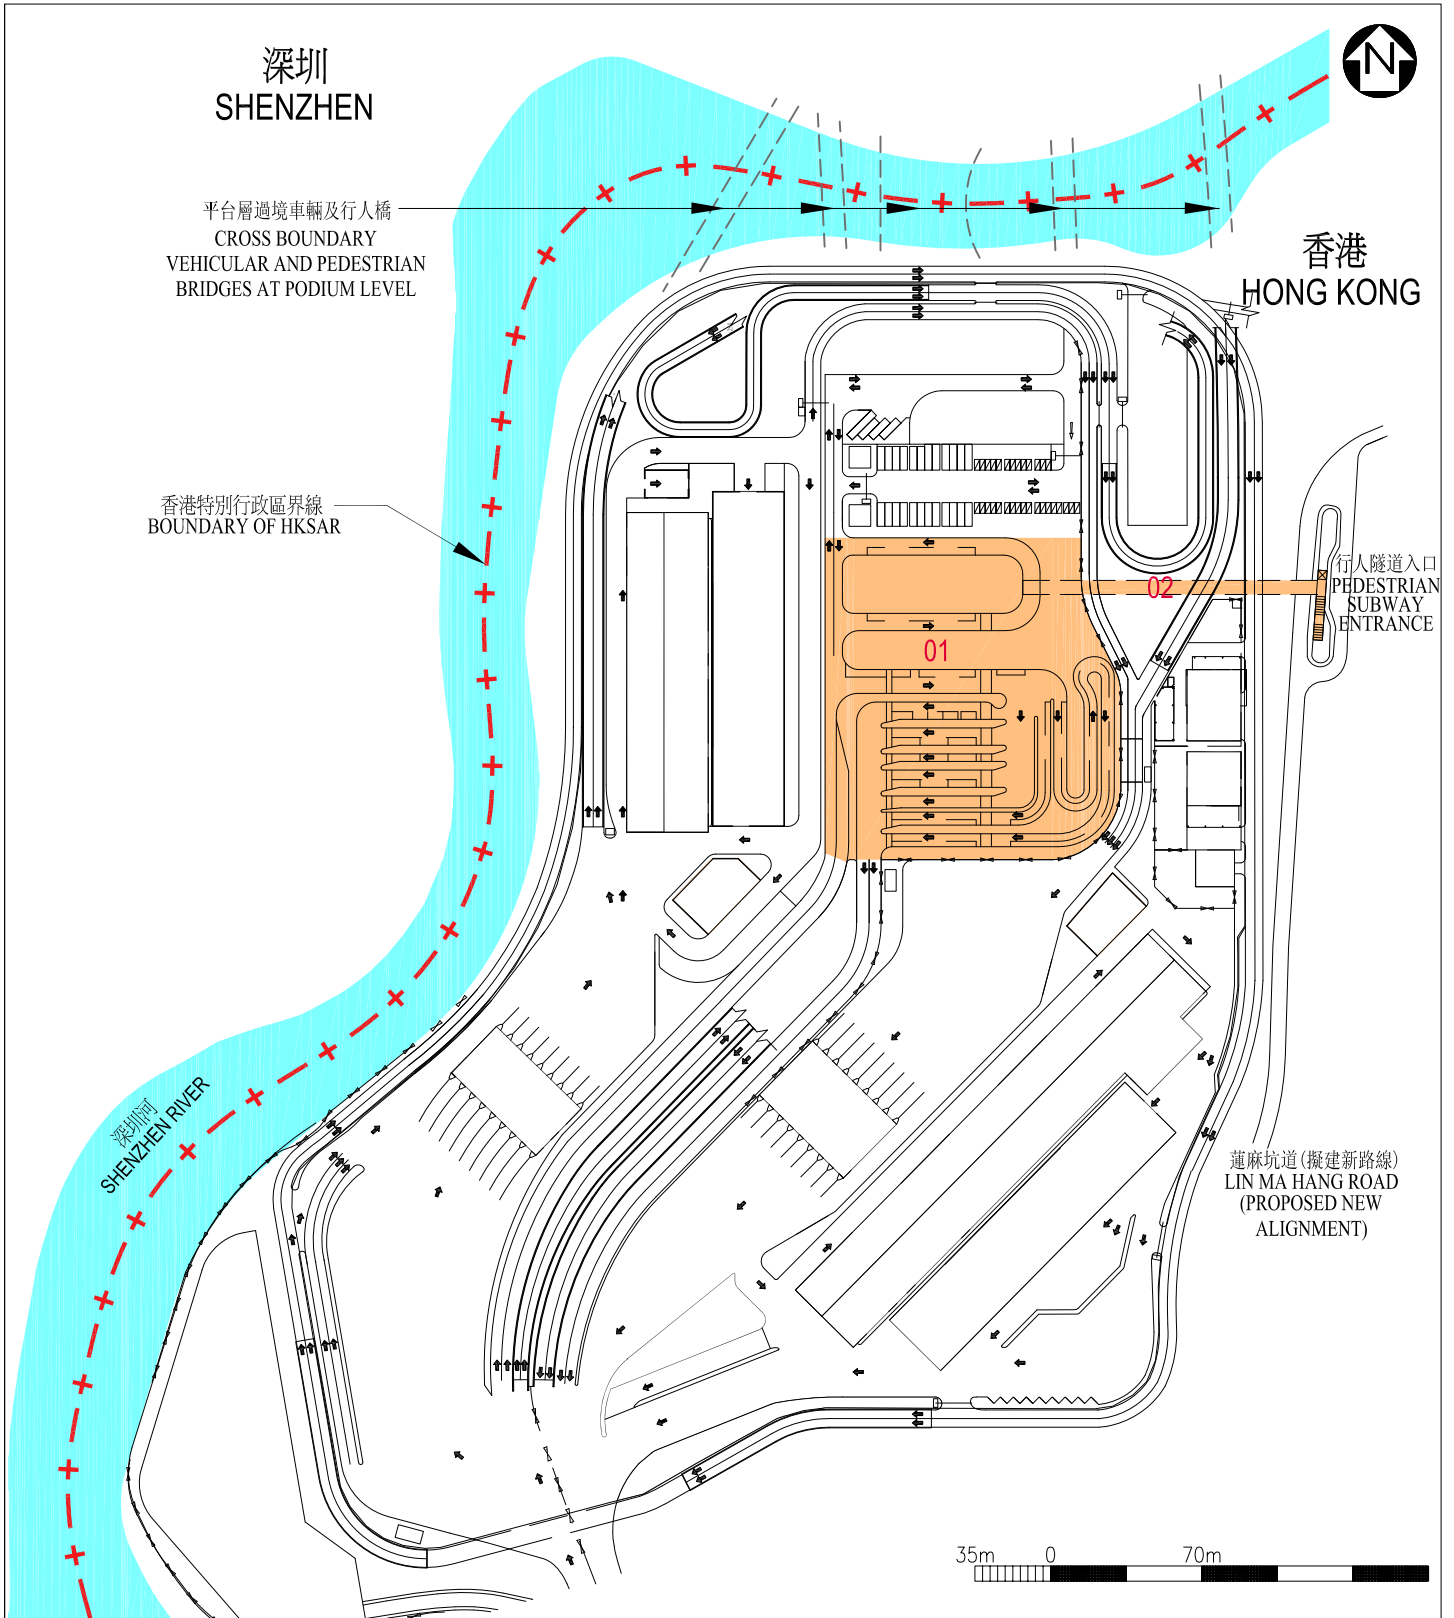 深圳
SHENZHEN
N
平台層過境車輛及行人橋
CROSS BOUNDARY
VEHICULAR AND PEDESTRIAN
BRIDGES AT PODIUM LEVEL
香港
HONG KONG
香港特別行政區界線
BOUNDARY OF HKSAR
行人隧道入口
PEDESTRIAN
SUBWAY
ENTRANCE
02
01
深圳河
SHENZHEN RIVER
蓮麻坑道(擬建新路線)
LIN MA HANG ROAD
(PROPOSED NEW
ALIGNMENT)
35m 0 70m